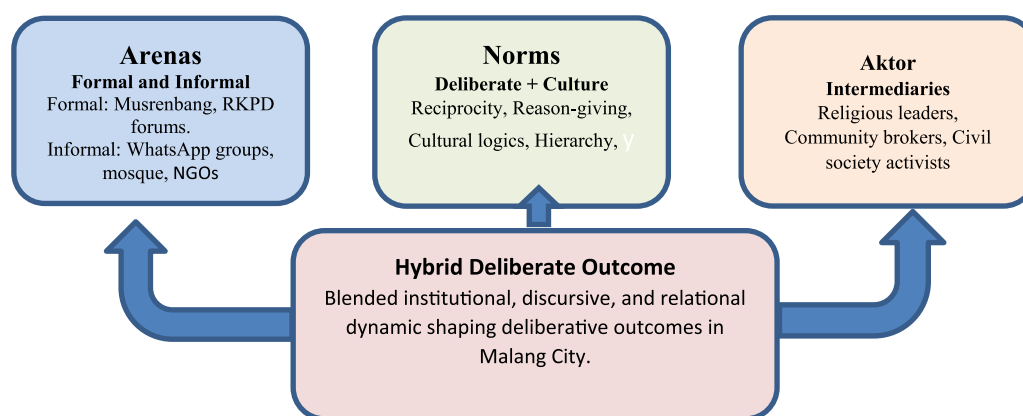 Arenas
Formal and Informal
Formal: Musrenbang, RKPD
forums.
Informal: WhatsApp groups,
mosque, NGOs
Norms
Deliberate + Culture
Reciprocity, Reason-giving,
Cultural logics, Hierarchy, y
Aktor
Intermediaries
Religious leaders,
Community brokers, Civil
society activists
Hybrid Deliberate Outcome
Blended institutional, discursive, and relational
dynamic shaping deliberative outcomes in
Malang City.